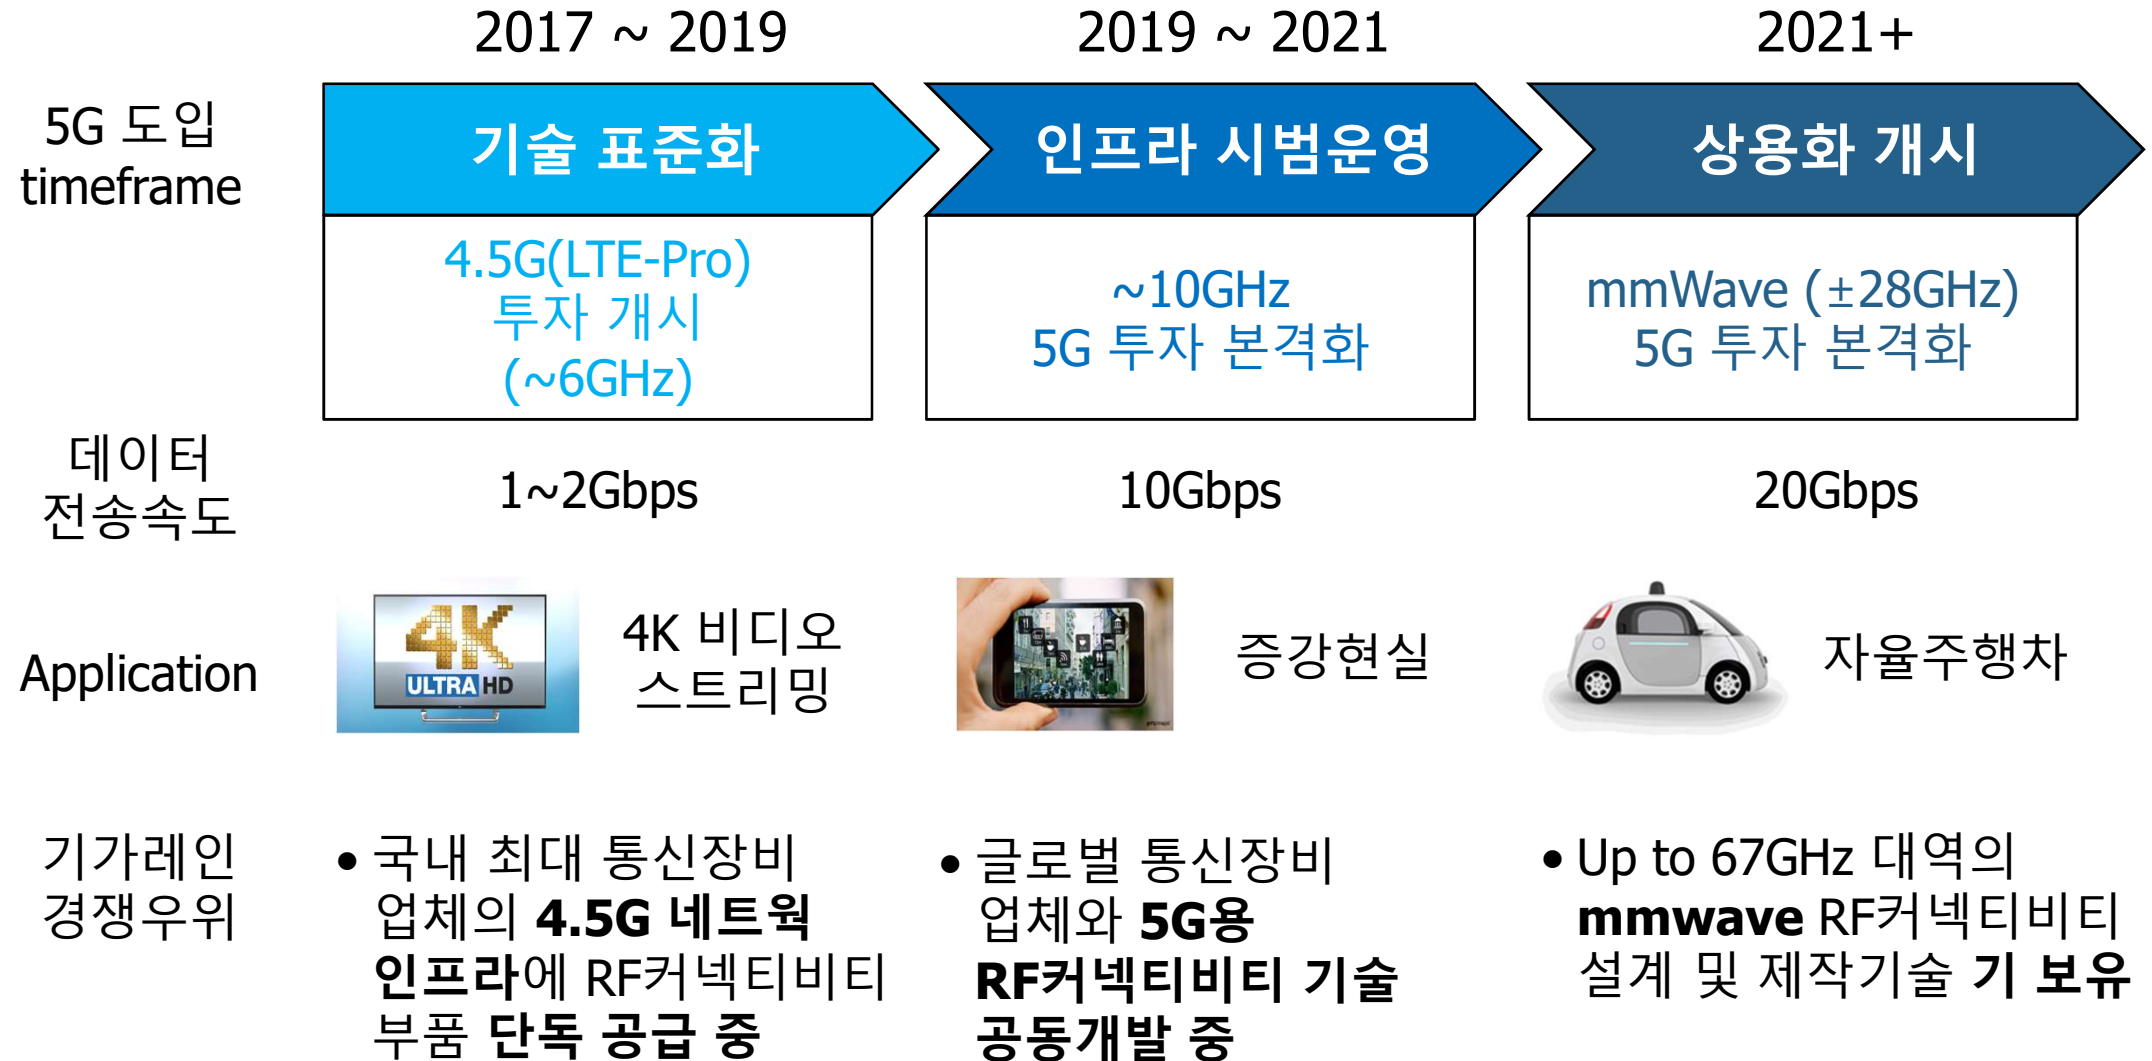 2017 ~ 2019
2019 ~ 2021
2021+
5G 도입
timeframe
기술 표준화
인프라 시범운영
상용화 개시
4.5G(LTE-Pro)
투자 개시
(~6GHz)
~10GHz
5G 투자 본격화
mmWave (±28GHz)
5G 투자 본격화
데이터
전송속도
1~2Gbps
10Gbps
20Gbps
Application
4K
ULTRA HD
4K 비디오
스트리밍
증강현실
자율주행차
기가레인
경쟁우위
• 국내 최대 통신장비
업체의 4.5G 네트웍
인프라에 RF커넥티비티
부품 단독 공급 중
• 글로벌 통신장비
업체와 5G용
RF커넥티비티 기술
공동개발 중
• Up to 67GHz 대역의
mmwave RF커넥티비티
설계 및 제작기술 기 보유